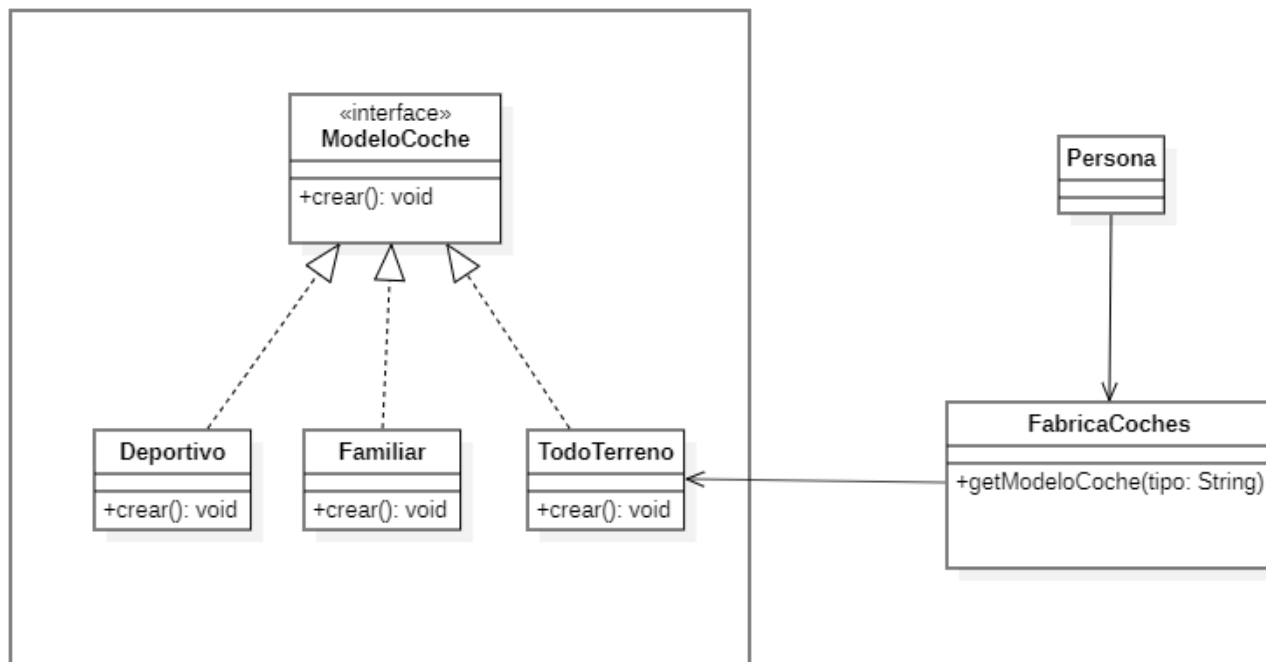 «interface»
ModeloCoche
+crear(): void
Persona
Deportivo
+crear(): void
Familiar
+crear(): void
TodoTerreno
+crear(): void
FabricaCoches
+getModeloCoche(tipo: String)